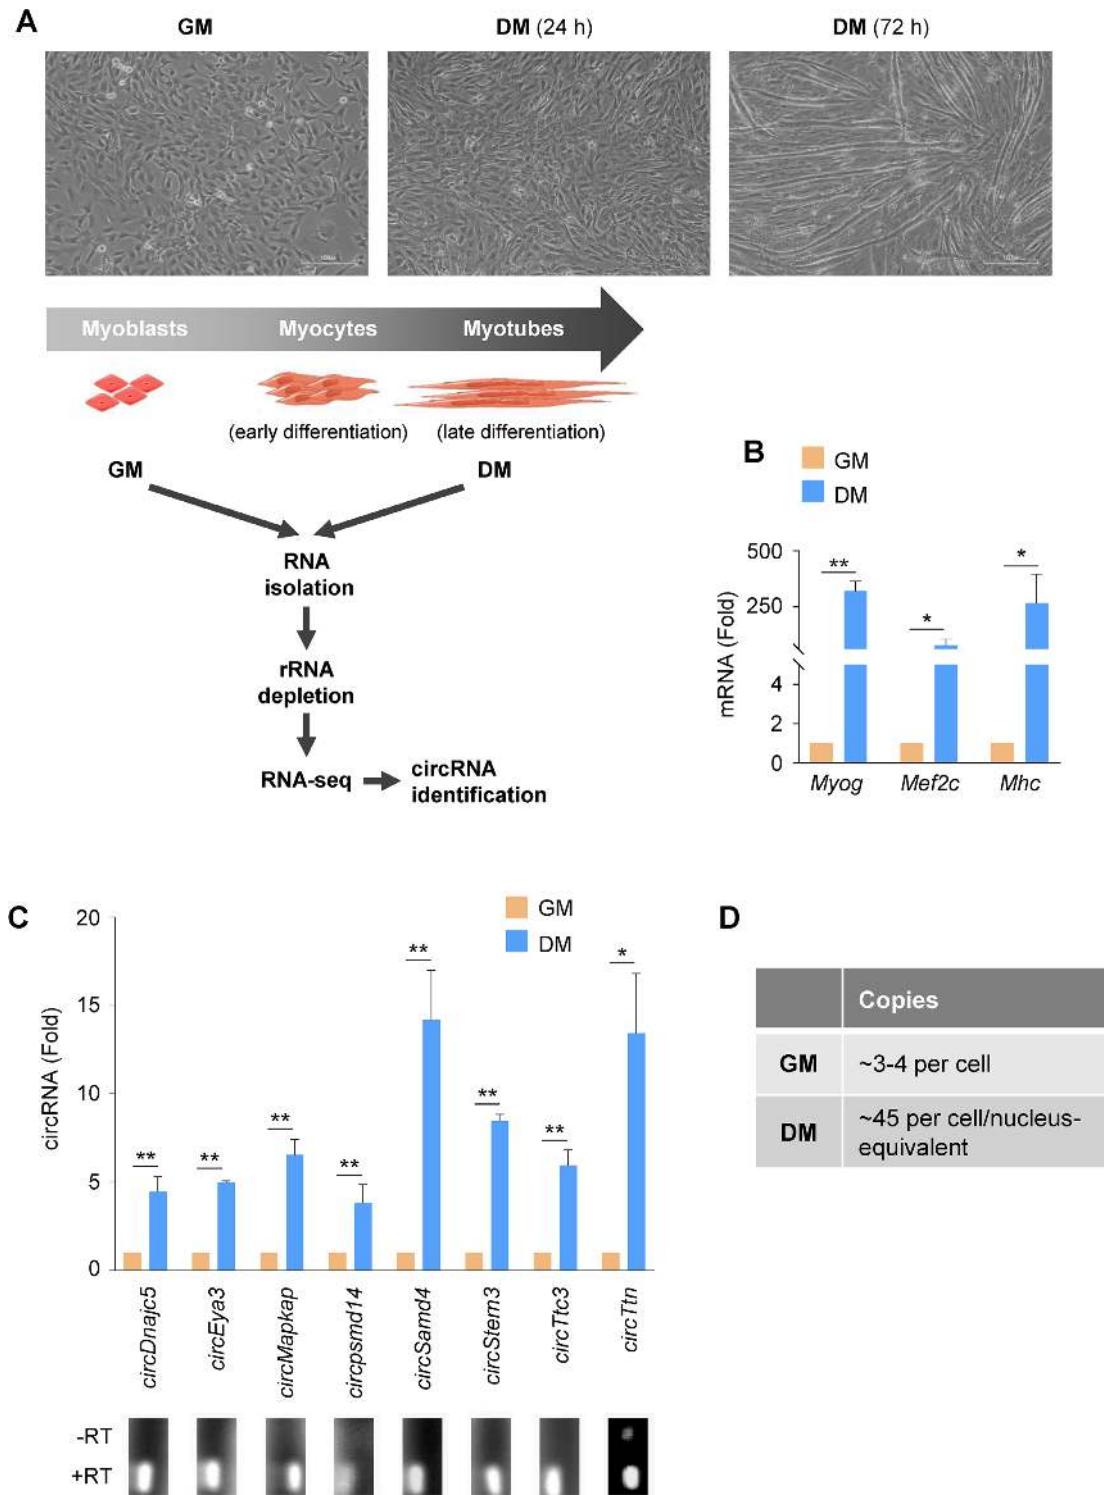 A
GM
DM (24 h)
DM (72 h)
Myoblasts
Myocytes
Myotubes
(early differentiation)
(late differentiation)
GM
DM
RNA
isolation
rRNA
depletion
RNA-seq
circRNA
identification
B
GM
DM
mRNA (Fold)
500
250
4
2
0
**
*
*
Myog
Mef2c
Mhc
C
GM
DM
circRNA (Fold)
20
15
10
5
0
**
**
**
**
**
**
**
*
circDnajc5
circEya3
circMapkap
circpsmd14
circSamd4
circStem3
circTtc3
circTtn
-RT
+RT
D
Copies
GM
~3-4 per cell
DM
~45 per cell/nucleus-
equivalent